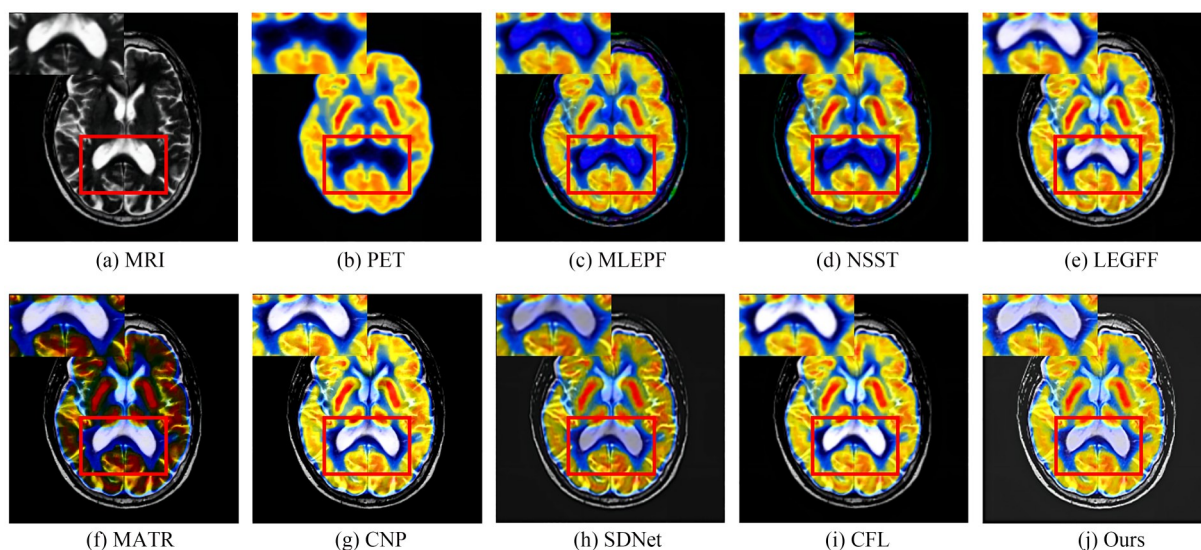 (a) MRI
(b) PET
(c) MLEPF
(d) NSST
(e) LEGFF
(f) MATR
(g) CNP
(h) SDNet
(i) CFL
(j) Ours